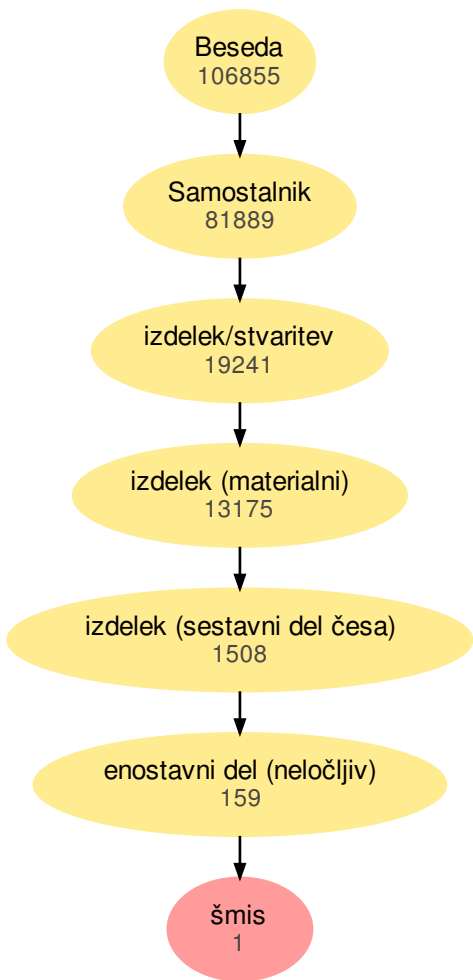 Beseda
106855
Samostalnik
81889
izdelek/stvaritev
19241
izdelek (materialni)
13175
izdelek (sestavni del česa)
1508
enostavni del (neločljiv)
159
šmis
1